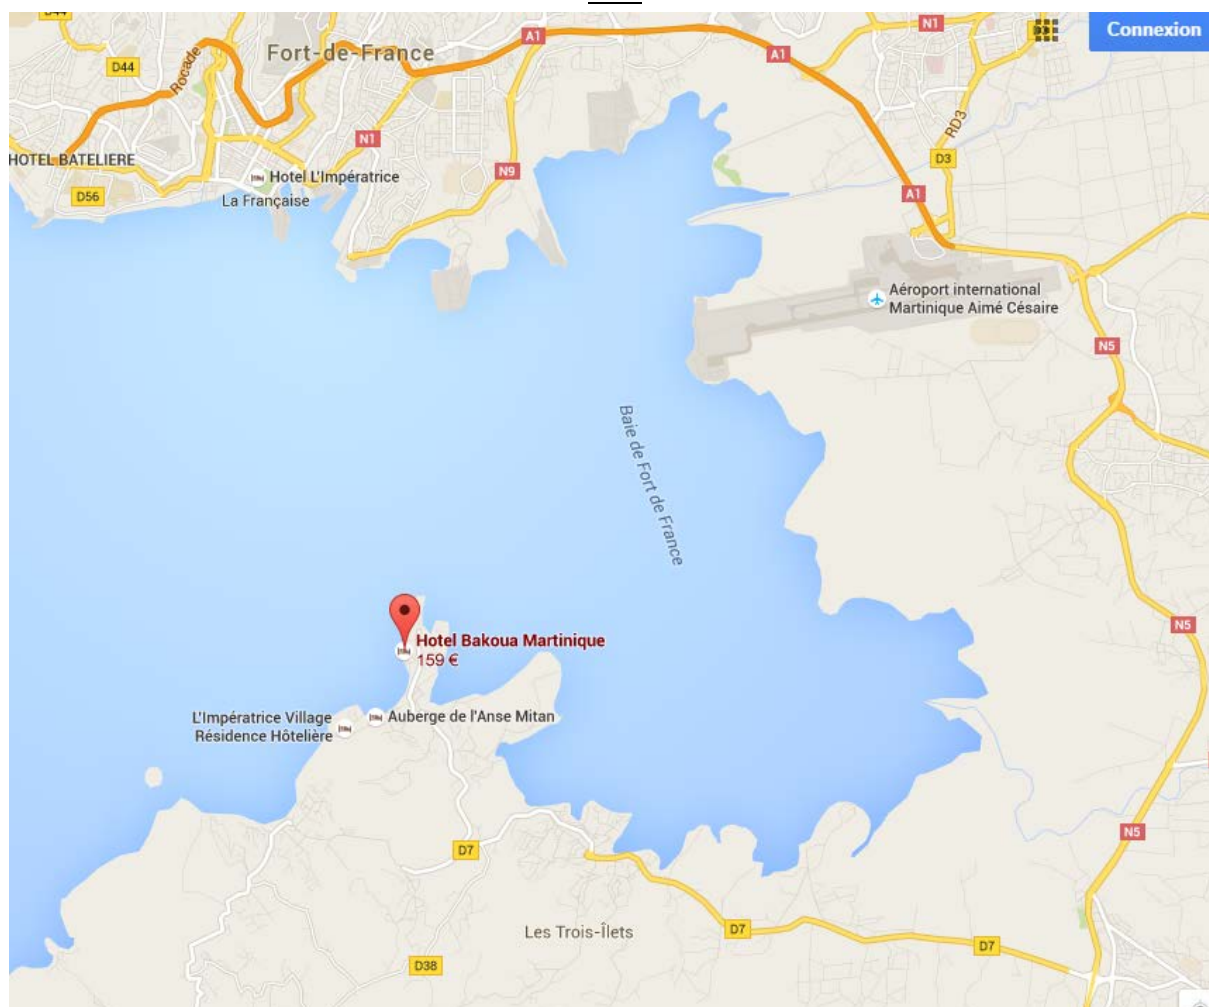 D44
Connexion
N1
Fort-de-France
A1
A1
D44
Rocade
RD3
N1
D3
HOTEL BATELIERE
N9
Hotel L'Impératrice
D56
La Française
A1
Aéroport international
Martinique Aimé Césaire
N5
Baie de Fort de France
N5
Hotel Bakoua Martinique
159 €
L'Impératrice Village
Résidence Hôtelière
Auberge de l'Anse Mitan
N5
D7
Les Trois-Îlets
D7
D7
D38